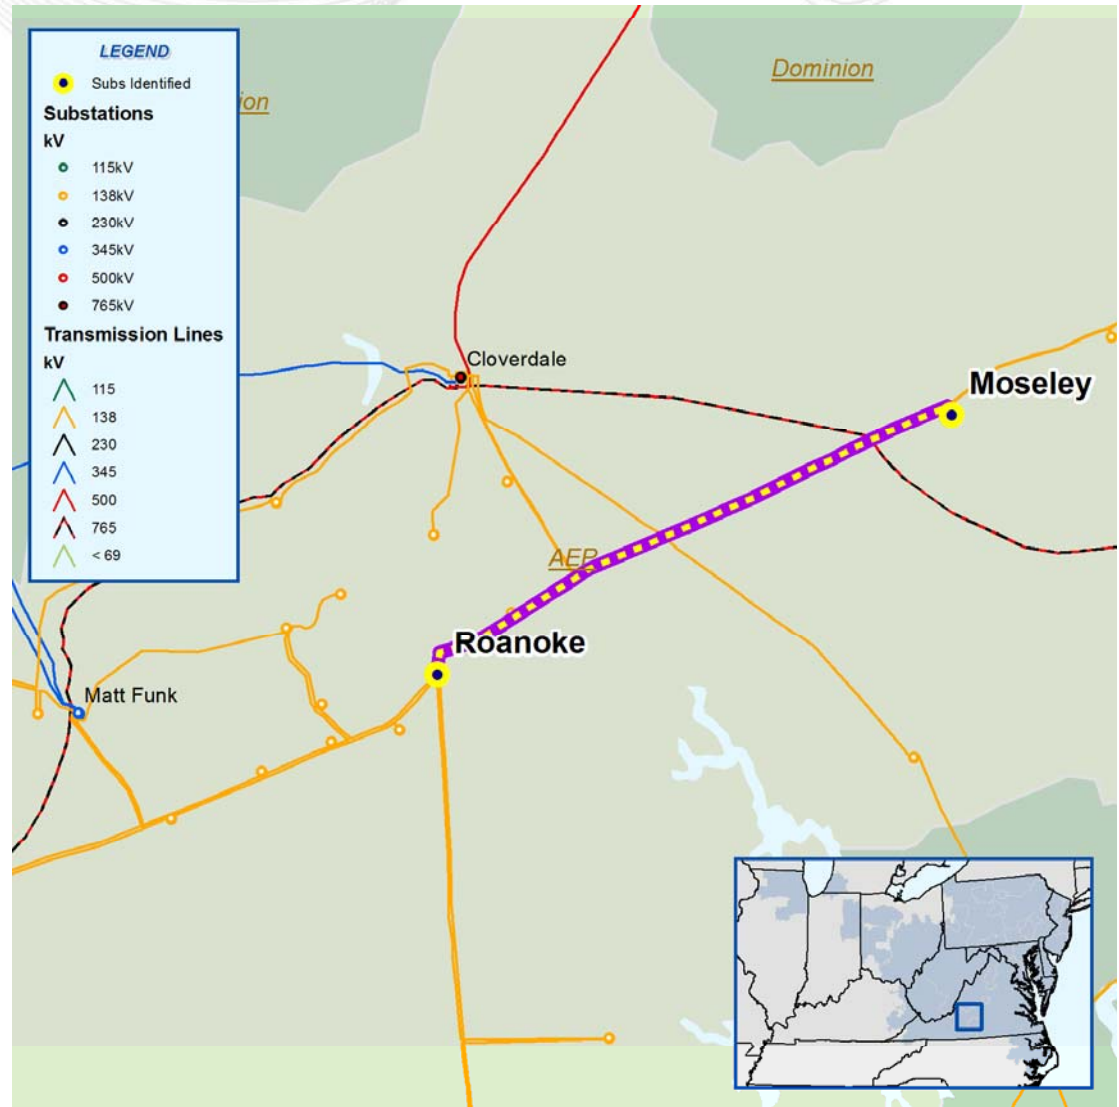 LEGEND
Subs Identified
Substations
kV
115kV
138kV
230kV
345kV
500kV
765kV
Transmission Lines
kV
115
138
230
345
500
765
< 69
Dominion
Cloverdale
Moseley
AEP
Roanoke
Matt Funk